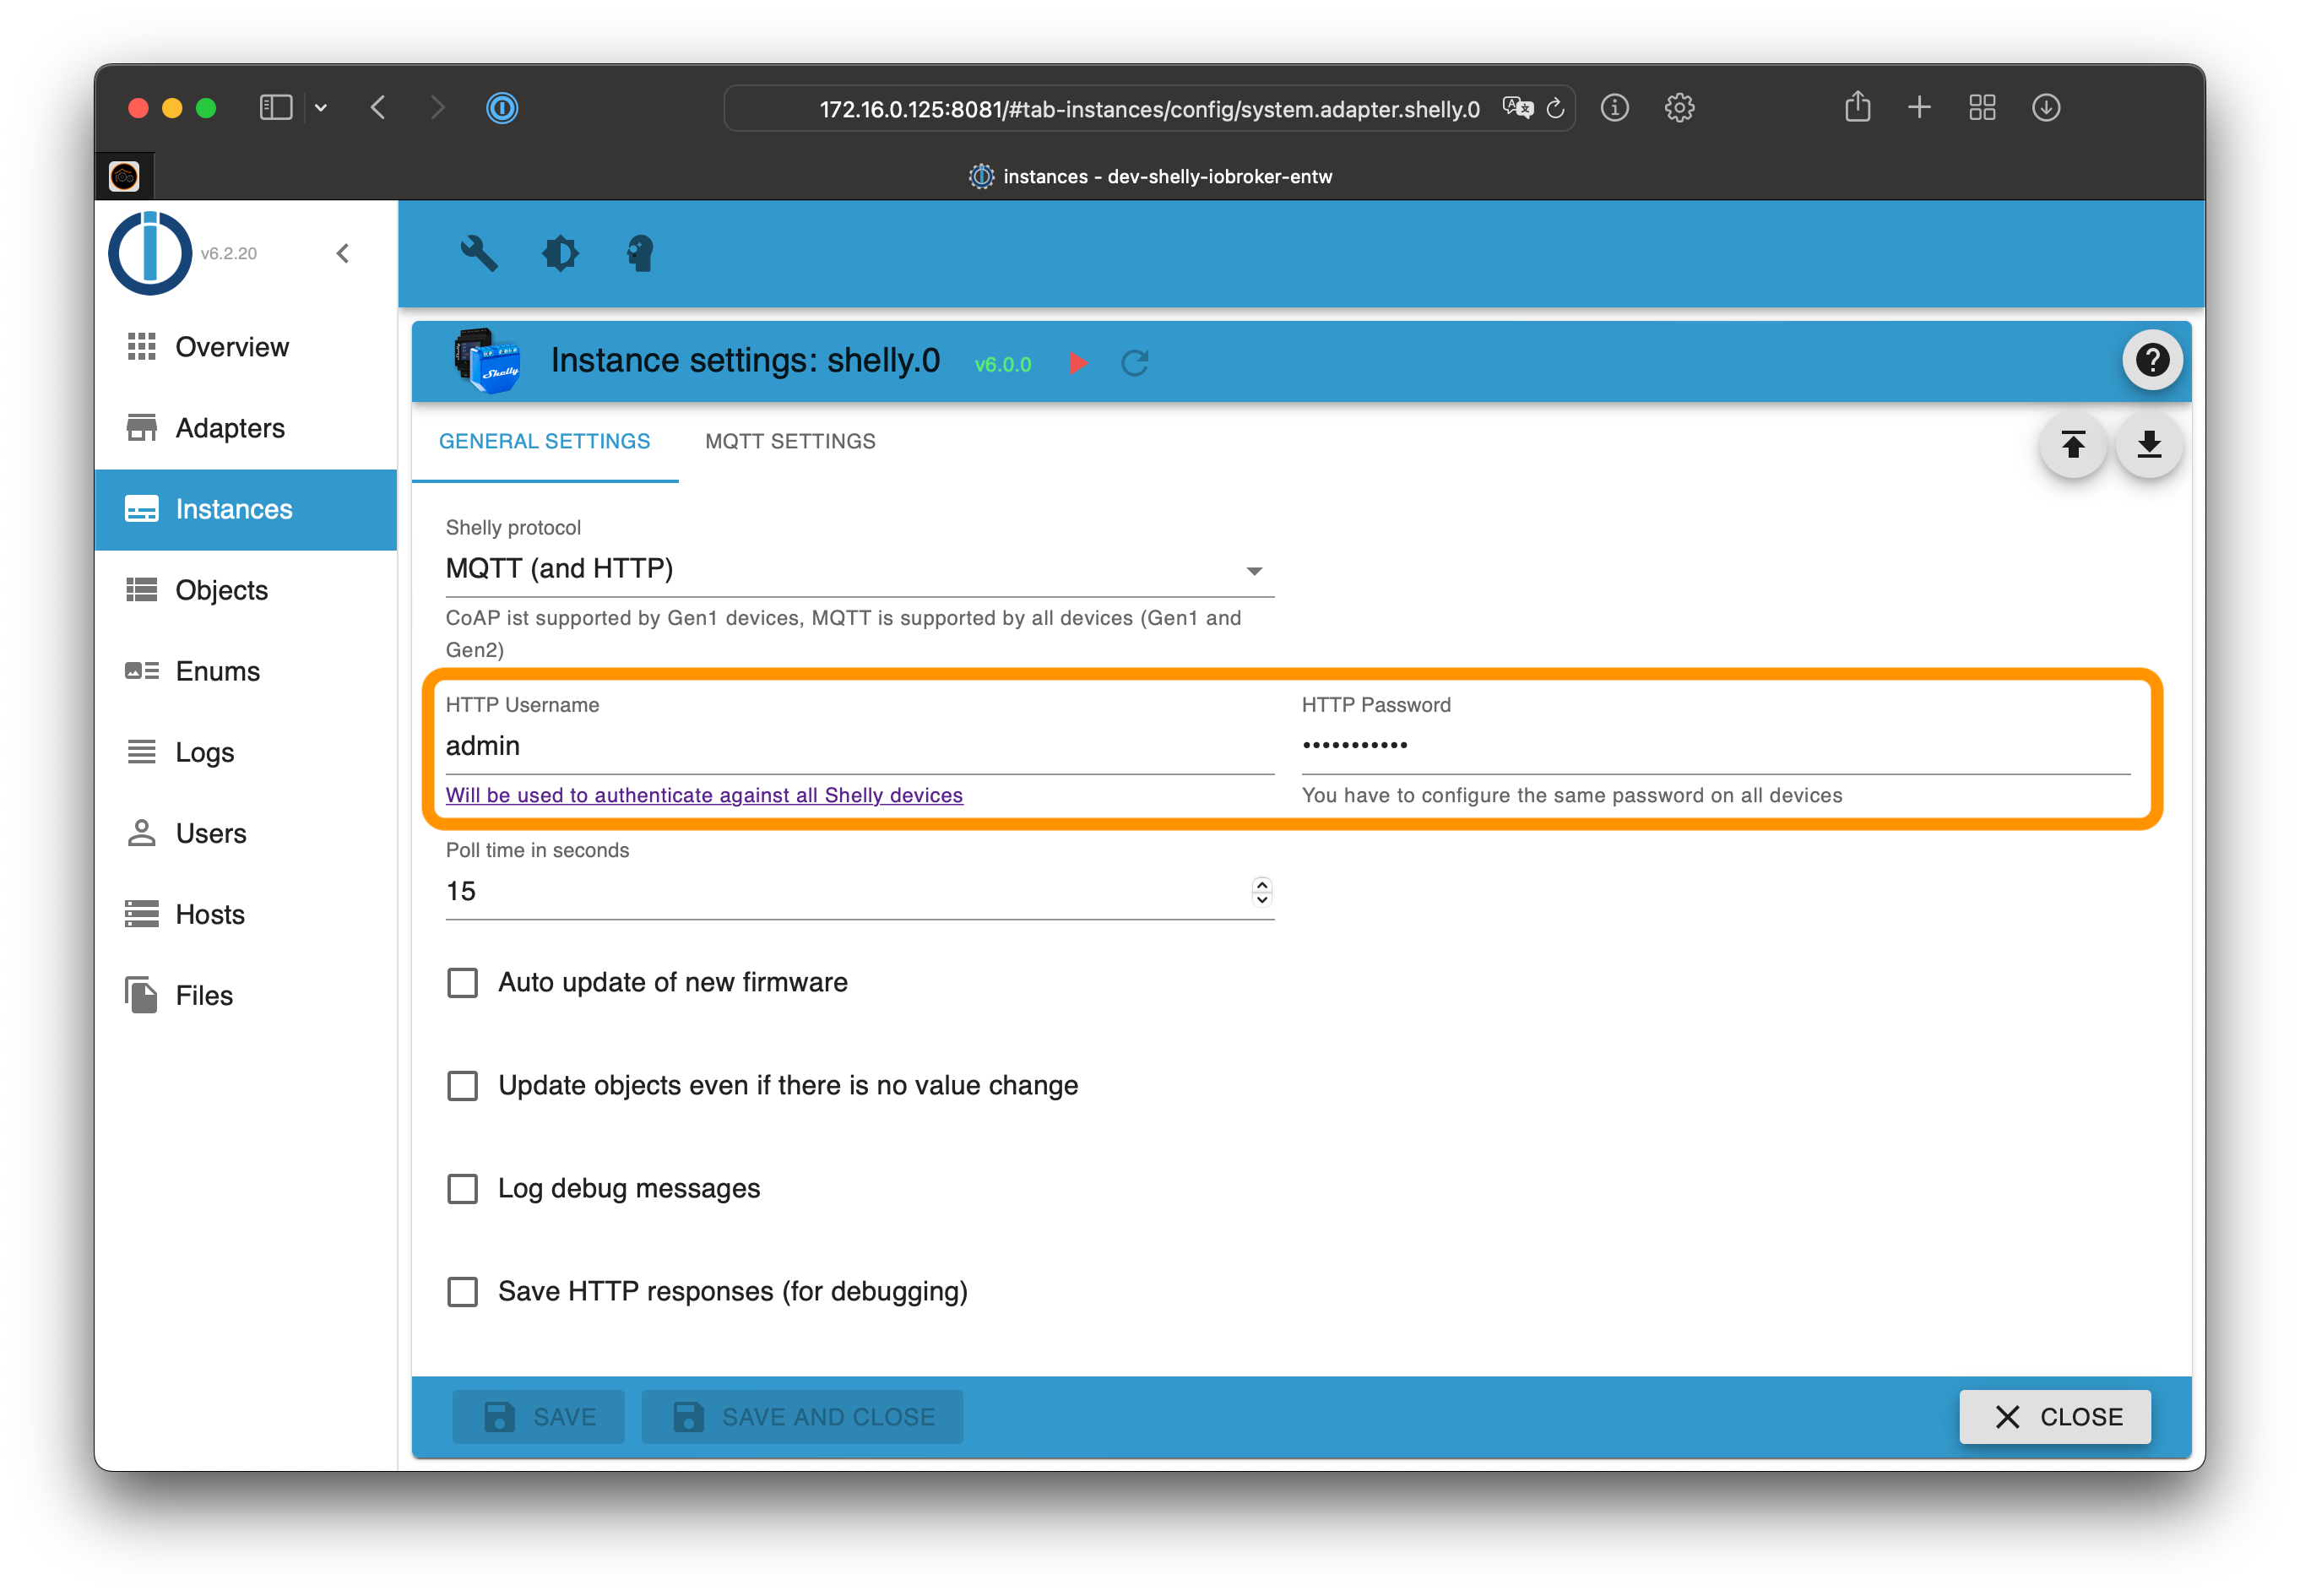 172.16.0.125:8081/#tab-instances/config/system.adapter.shelly.0
instances - dev-shelly-iobroker-entw
v6.2.20
Overview
Adapters
Instances
Objects
Enums
Logs
Users
Hosts
Files
Shelly
Instance settings: shelly.0
v6.0.0
GENERAL SETTINGS
MQTT SETTINGS
Shelly protocol
MQTT (and HTTP)
CoAP ist supported by Gen1 devices, MQTT is supported by all devices (Gen1 and
Gen2)
HTTP Username
admin
Will be used to authenticate against all Shelly devices
HTTP Password
•••••••••••
You have to configure the same password on all devices
Poll time in seconds
15
Auto update of new firmware
Update objects even if there is no value change
Log debug messages
Save HTTP responses (for debugging)
SAVE
SAVE AND CLOSE
CLOSE